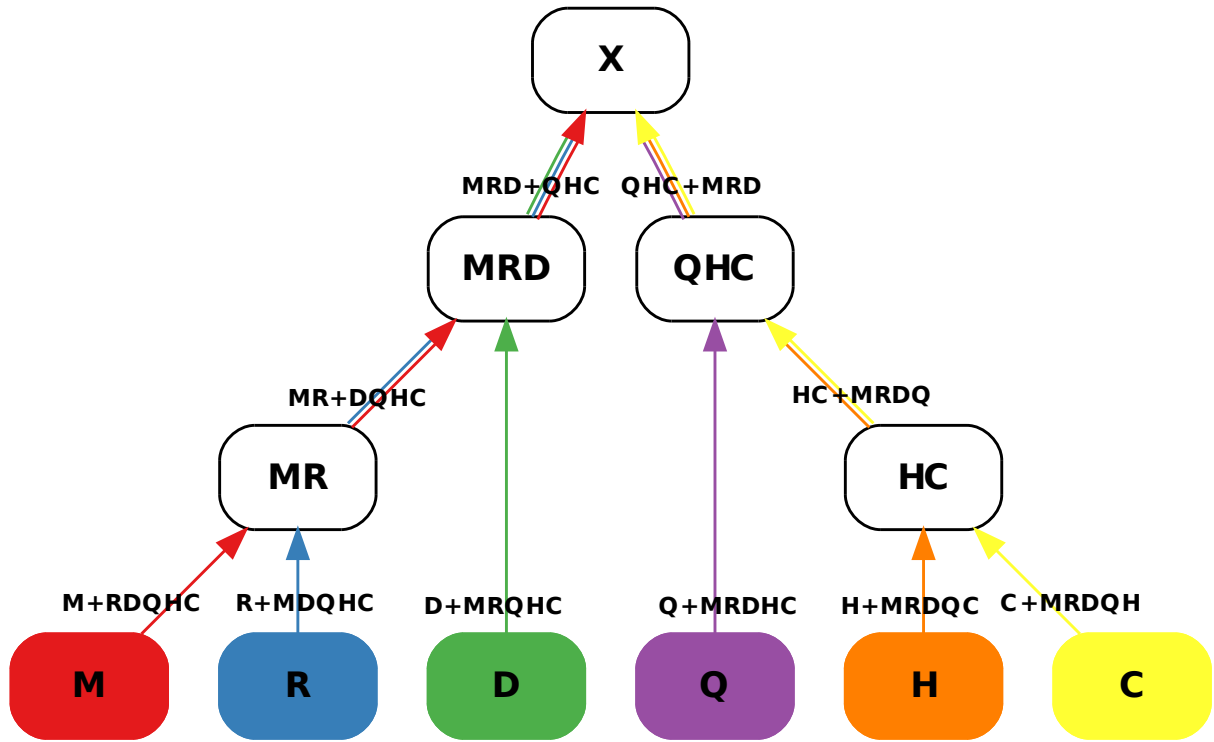 X
MRD+QHC
QHC+MRD
MRD
QHC
MR+DQHC
HC+MRDQ
MR
HC
M+RDQHC
R+MDQHC
D+MRQHC
Q+MRDHC
H+MRDQC
C+MRDQH
M
R
D
Q
H
C